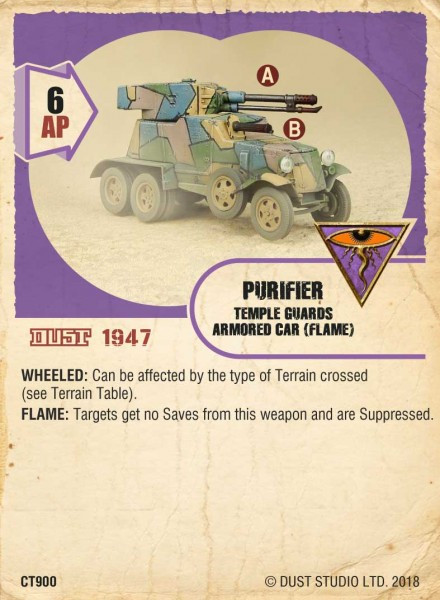 6
AP
A
B
PURIFIER
TEMPLE GUARDS
ARMORED CAR (FLAME)
DUST 1947
WHEELED: Can be affected by the type of Terrain crossed
(see Terrain Table).
FLAME: Targets get no Saves from this weapon and are Suppressed.
CT900
© DUST STUDIO LTD. 2018